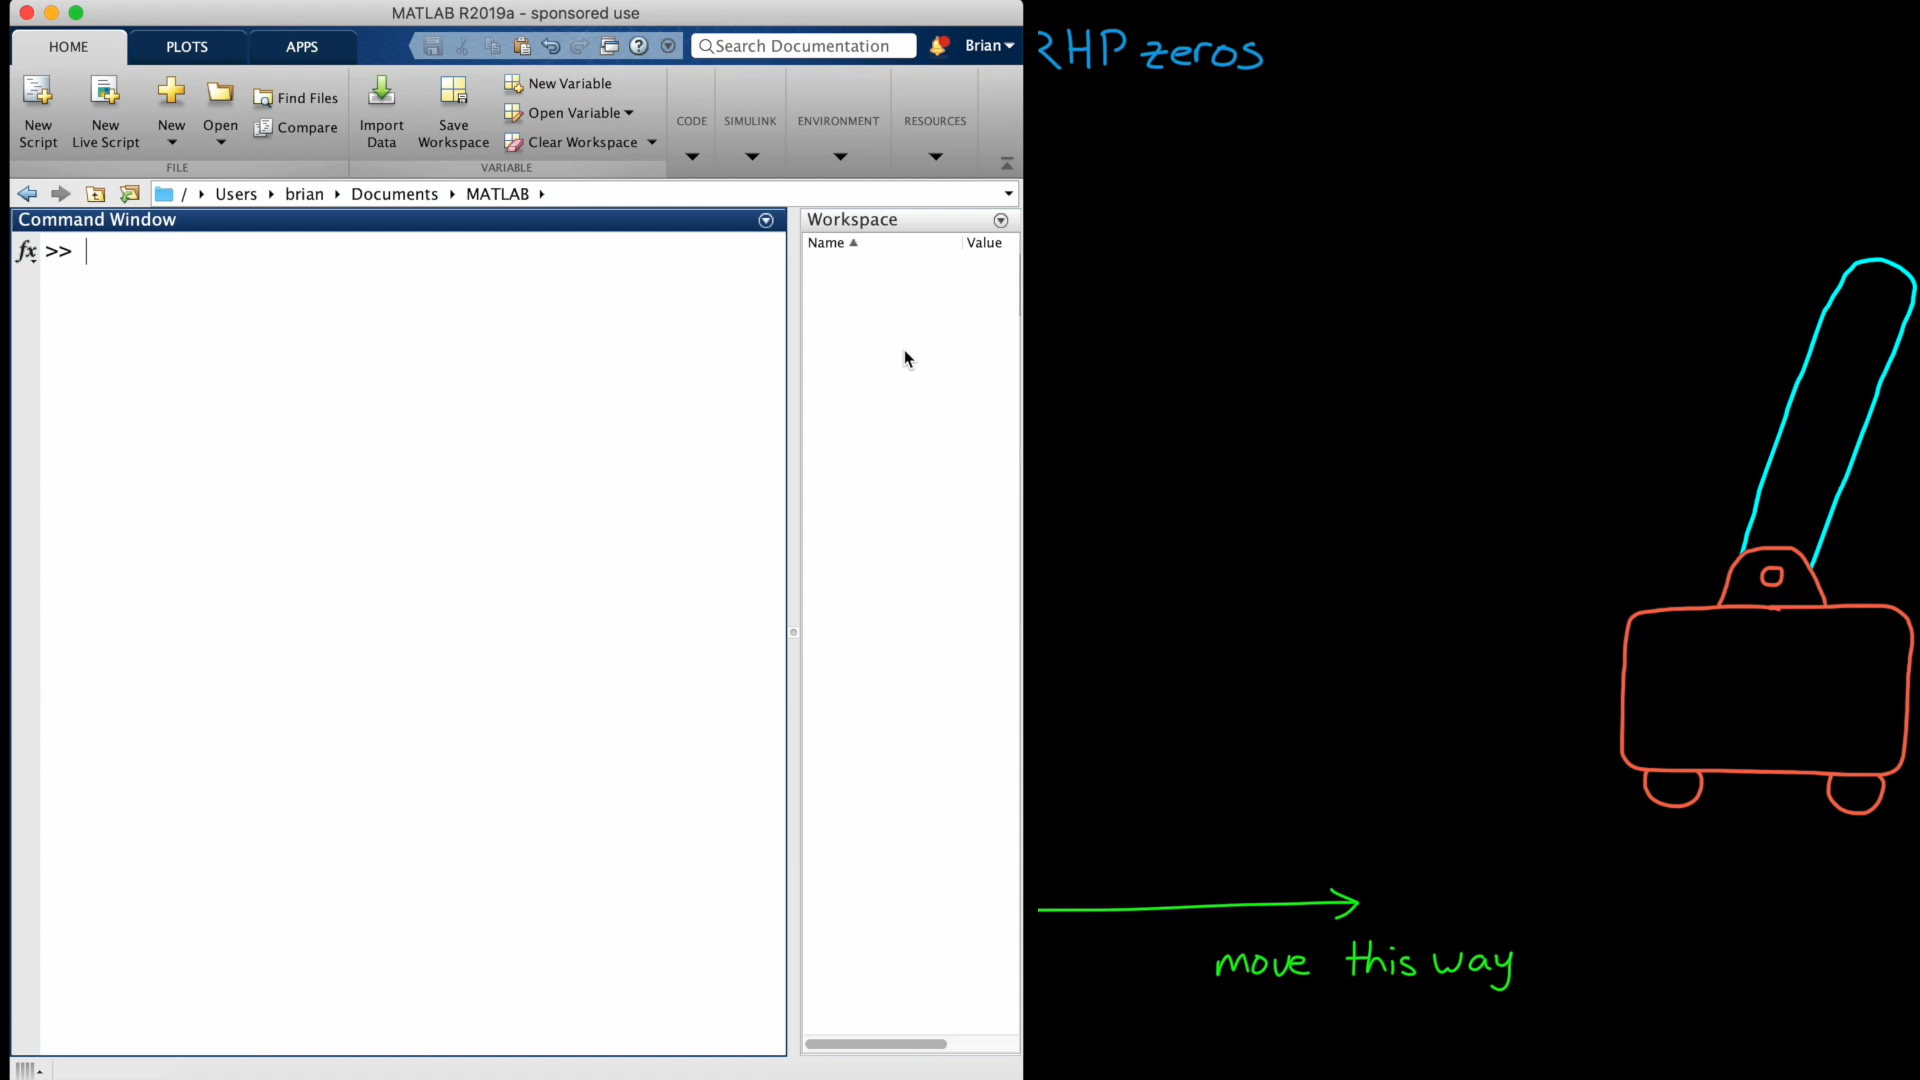 MATLAB R2019a - sponsored use
HOME PLOTS APPS
Search Documentation
Brian
New Script
New Live Script
New
Open
Find Files
Compare
FILE
Import Data
Save Workspace
New Variable
Open Variable
Clear Workspace
VARIABLE
CODE
SIMULINK
ENVIRONMENT
RESOURCES
/ Users brian Documents MATLAB
Command Window
fx >>
Workspace
Name Value
RHP zeros
move this way